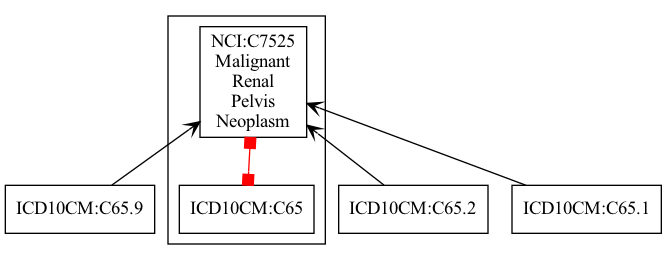 NCI:C7525
Malignant
Renal
Pelvis
Neoplasm
ICD10CM:C65.9
ICD10CM:C65
ICD10CM:C65.2
ICD10CM:C65.1